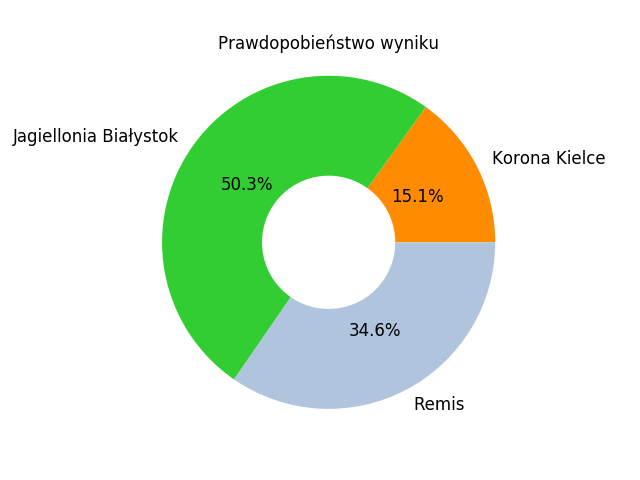 Prawdopobieństwo wyniku
Jagiellonia Białystok
Korona Kielce
50.3%
15.1%
34.6%
Remis